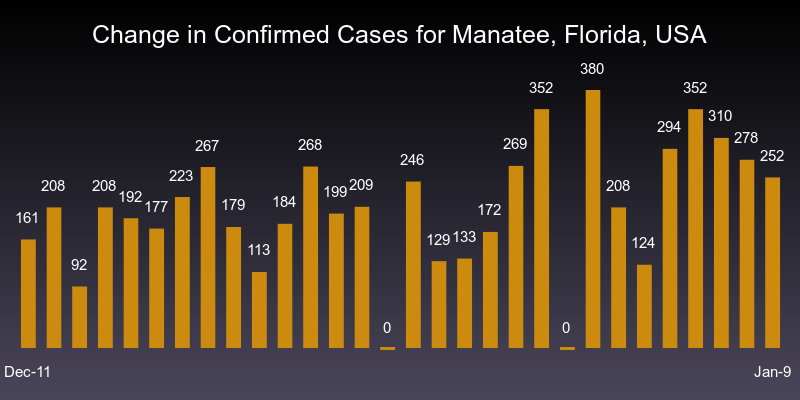 Change in Confirmed Cases for Manatee, Florida, USA
161 208 92 208 192 177 223 267 179 113 184 268 199 209 0 246 129 133 172 269 352 0 380 208 124 294 352 310 278 252
Dec-11 Jan-9